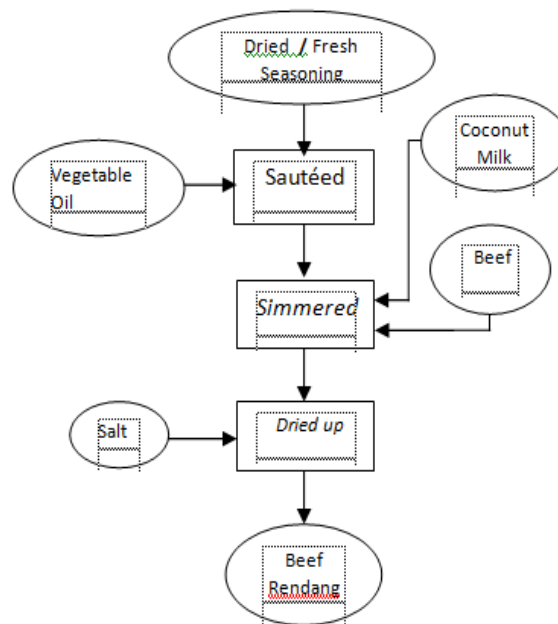 Dried / Fresh
Seasoning
Coconut
Milk
Vegetable
Oil
Sautéed
Beef
Simmered
Salt
Dried up
Beef
Rendang